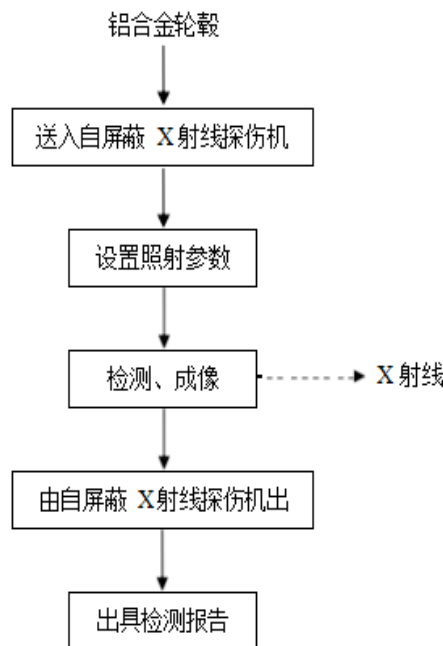 铝合金轮毂
送入自屏蔽 X射线探伤机
设置照射参数
检测、成像
X 射线
由自屏蔽 X射线探伤机出
出具检测报告